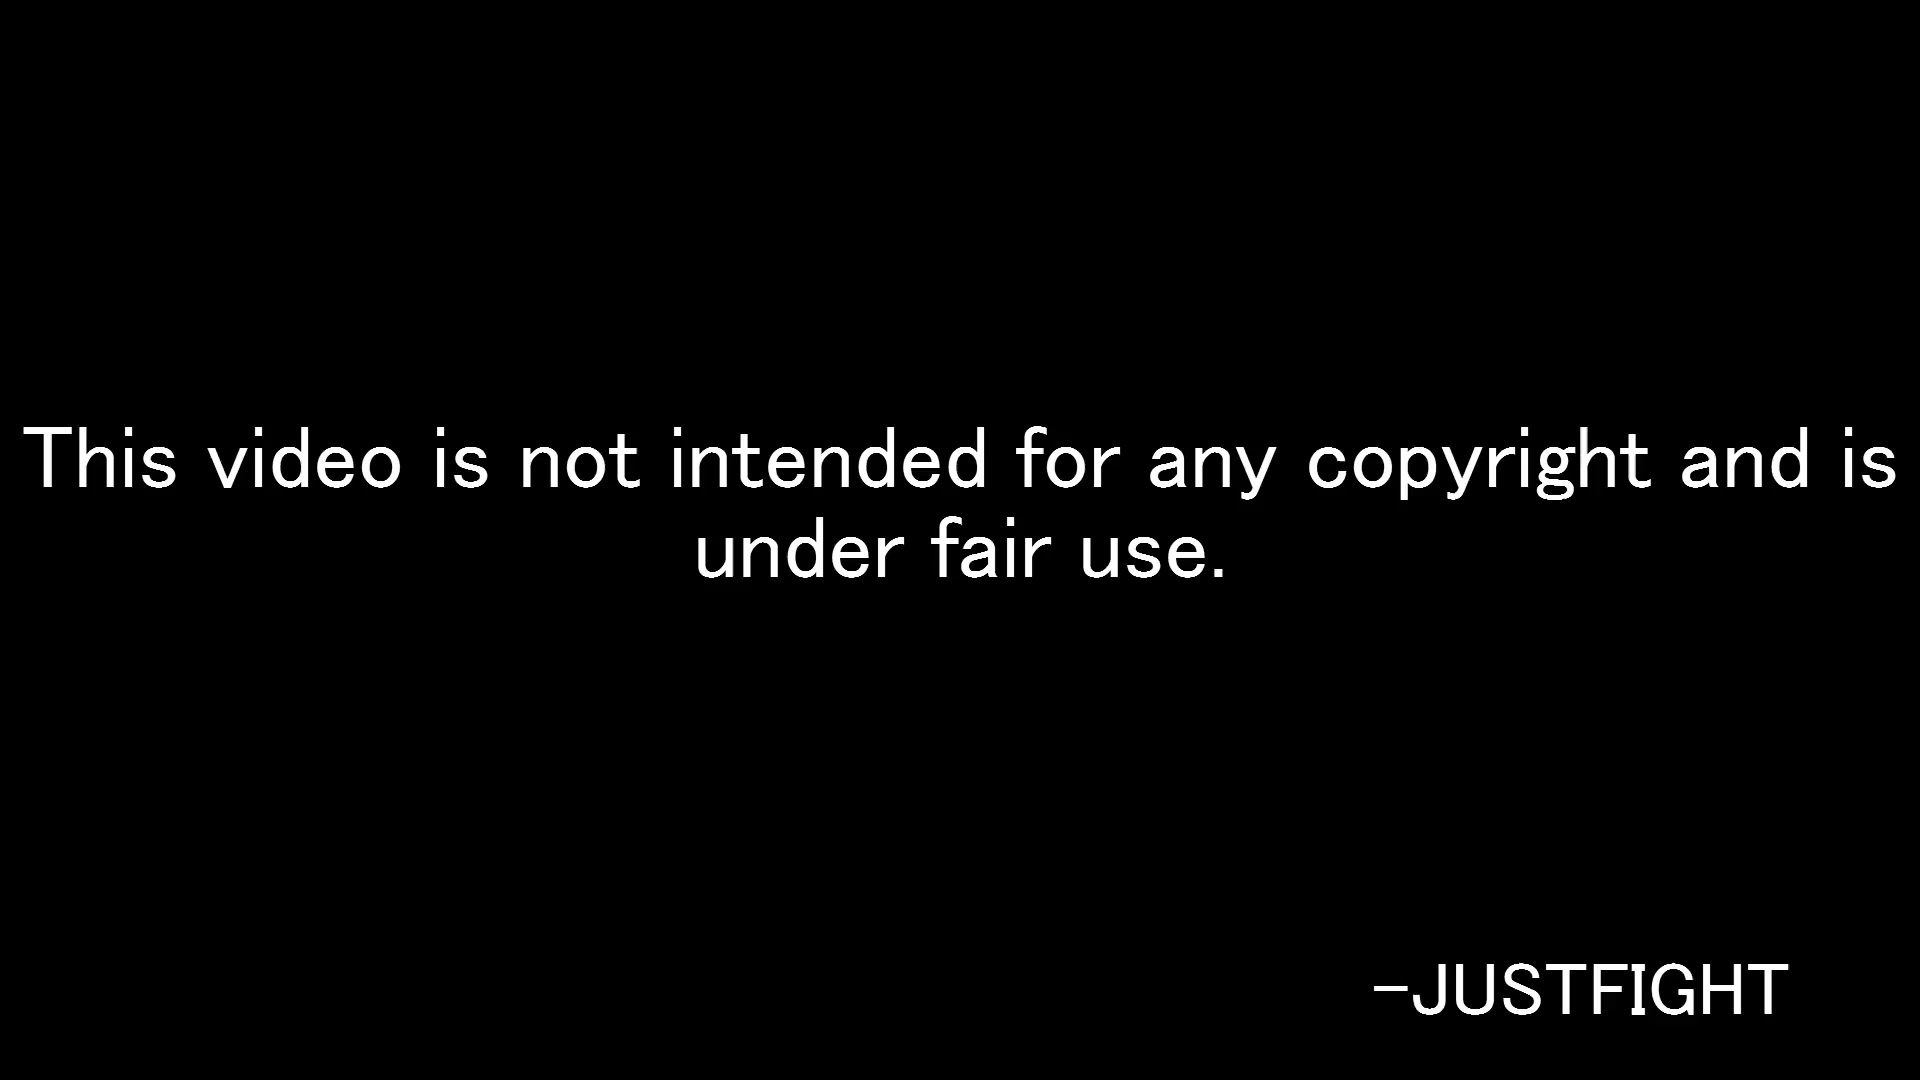 This video is not intended for any copyright and is
under fair use.
-JUSTFIGHT